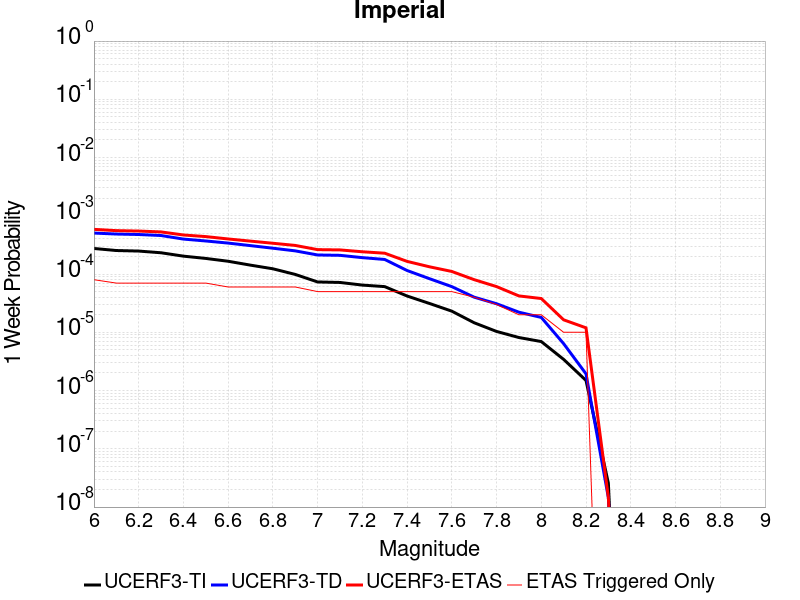 Imperial
10^0
10^-1
10^-2
10^-3
10^-4
10^-5
10^-6
10^-7
10^-8
1 Week Probability
6 6.2 6.4 6.6 6.8 7 7.2 7.4 7.6 7.8 8 8.2 8.4 8.6 8.8 9
Magnitude
UCERF3-TI UCERF3-TD UCERF3-ETAS ETAS Triggered Only